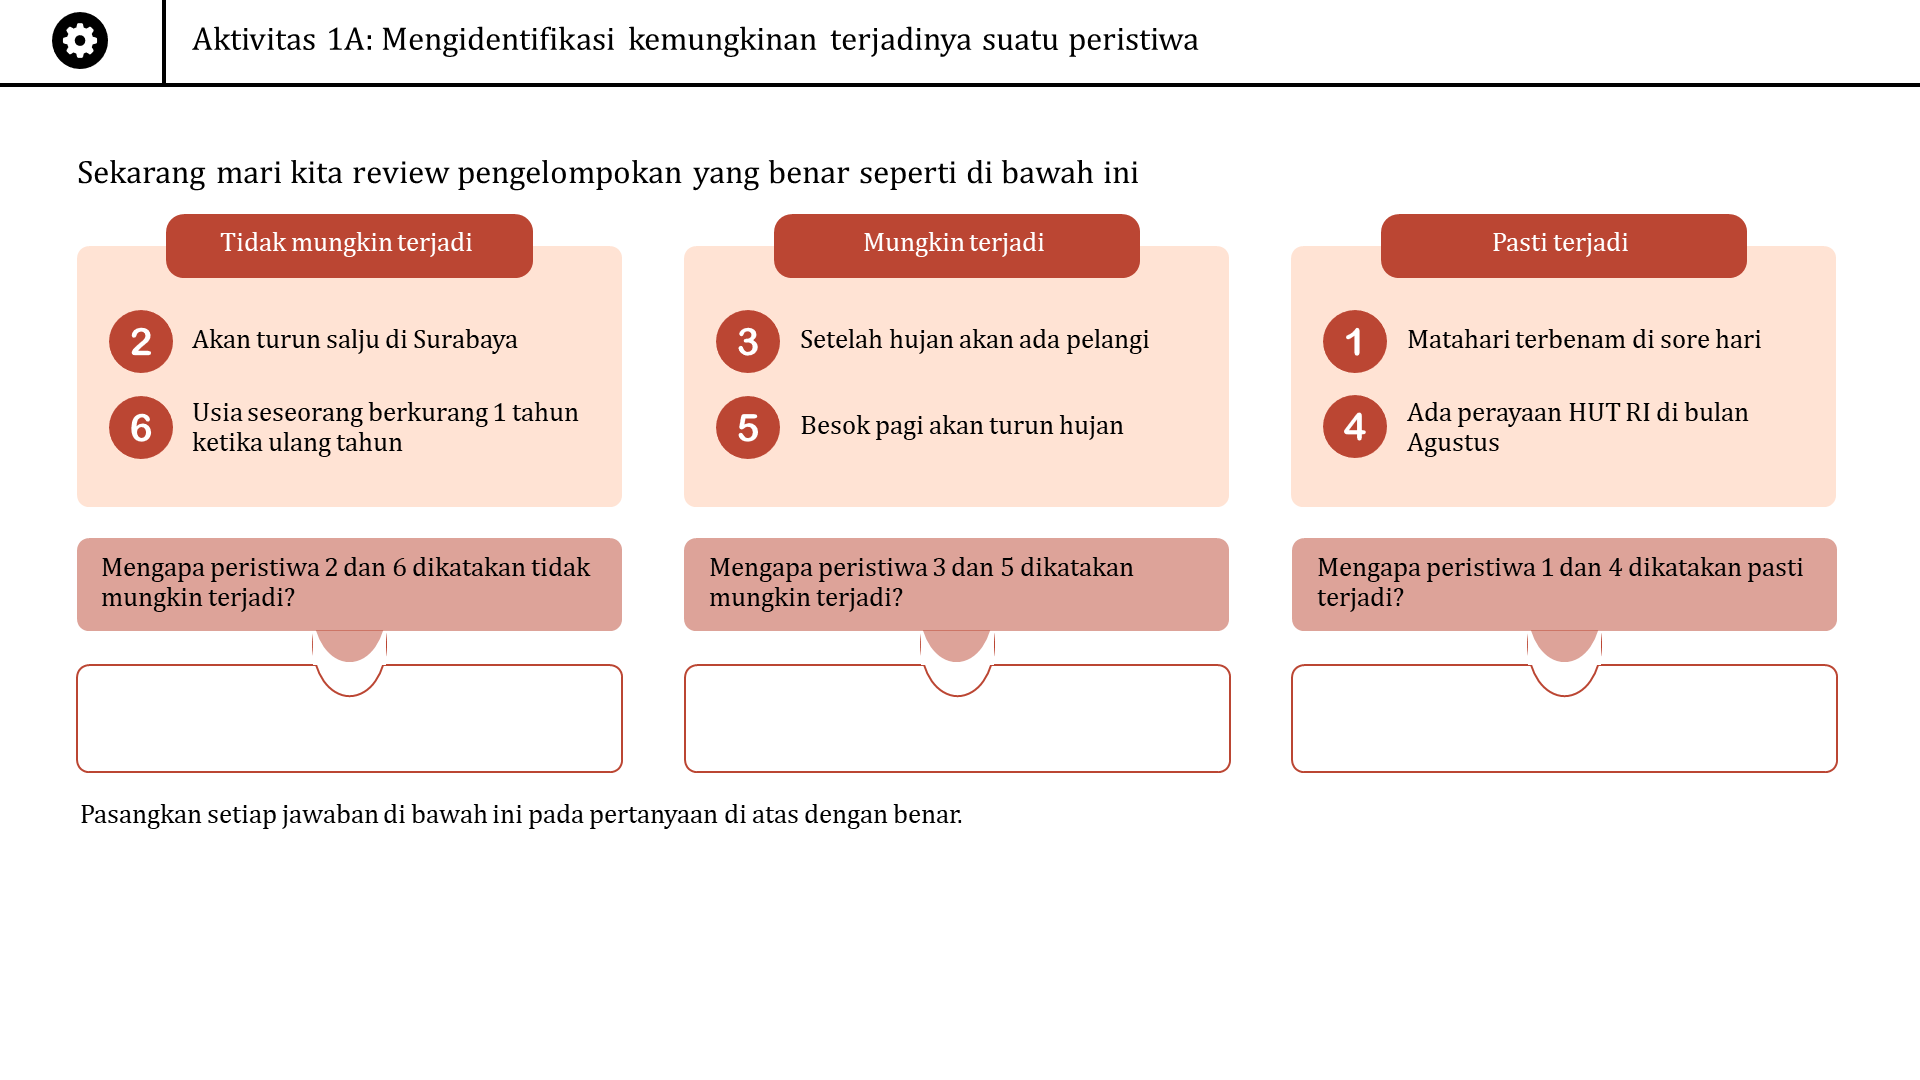 Aktivitas 1A: Mengidentifikasi kemungkinan terjadinya suatu peristiwa
Sekarang mari kita review pengelompokan yang benar seperti di bawah ini
Tidak mungkin terjadi
2 Akan turun salju di Surabaya
6 Usia seseorang berkurang 1 tahun
ketika ulang tahun
Mungkin terjadi
3 Setelah hujan akan ada pelangi
5 Besok pagi akan turun hujan
Pasti terjadi
1 Matahari terbenam di sore hari
4 Ada perayaan HUT RI di bulan
Agustus
Mengapa peristiwa 2 dan 6 dikatakan tidak
mungkin terjadi?
Mengapa peristiwa 3 dan 5 dikatakan
mungkin terjadi?
Mengapa peristiwa 1 dan 4 dikatakan pasti
terjadi?
Pasangkan setiap jawaban di bawah ini pada pertanyaan di atas dengan benar.